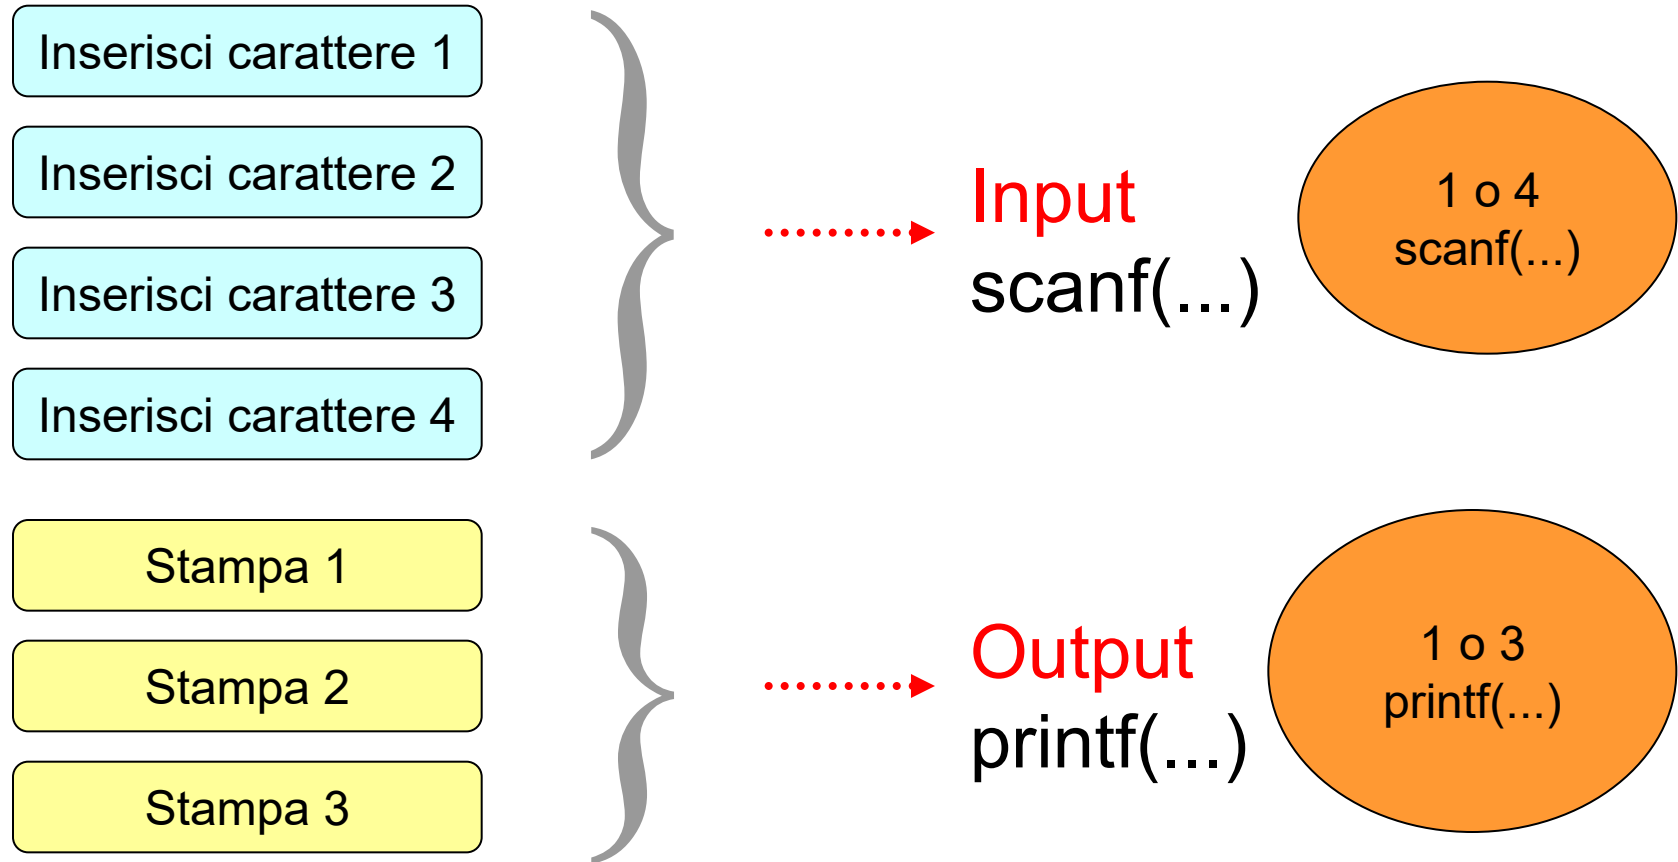 Inserisci carattere 1
Inserisci carattere 2
Inserisci carattere 3
Inserisci carattere 4
Input
scanf(...)
1 o 4
scanf(...)
Stampa 1
Stampa 2
Stampa 3
Output
printf(...)
1 o 3
printf(...)